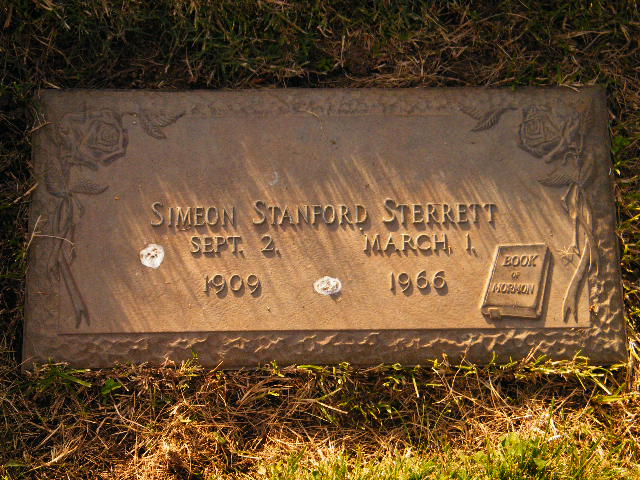 SIMEON STANFORD STERRETT
SEPT. 2, MARCH 1,
1909 1966
BOOK
OF
MORMON